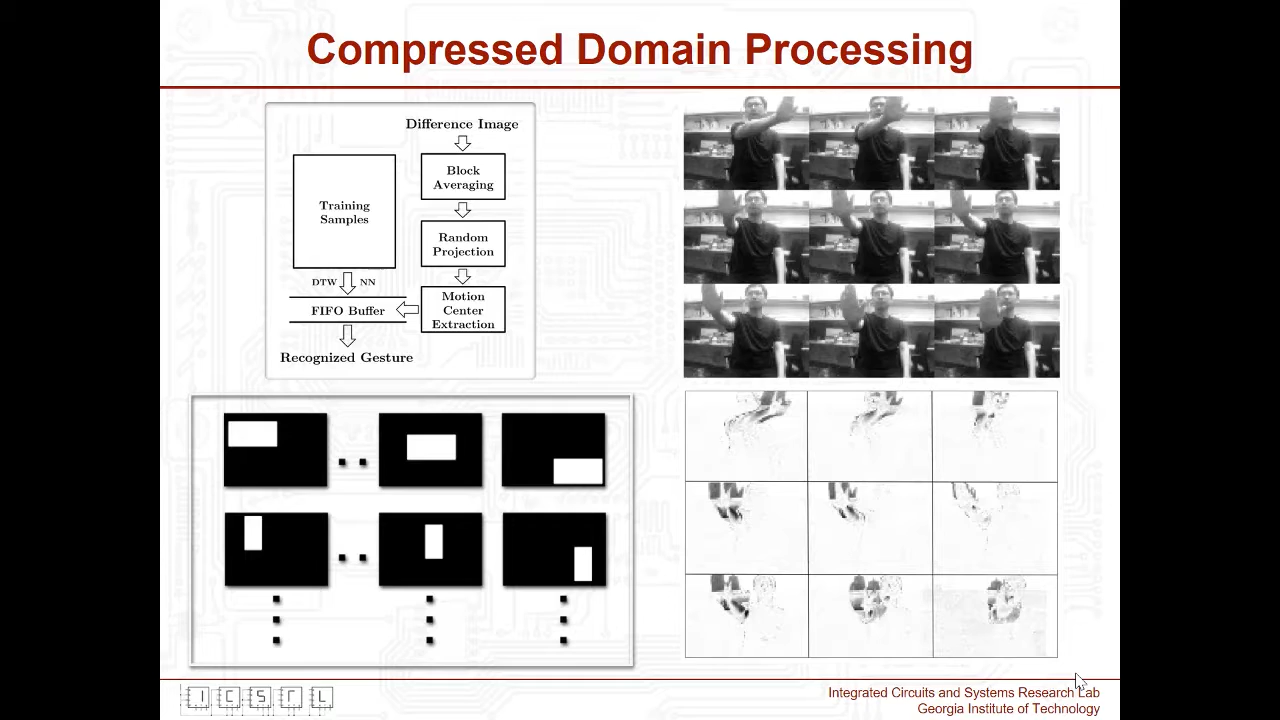 Compressed Domain Processing
Difference Image
Block
Averaging
Training
Samples
Random
Projection
DTW NN
Motion
Center
Extraction
FIFO Buffer
Recognized Gesture
ICSRL
Integrated Circuits and Systems Research Lab
Georgia Institute of Technology